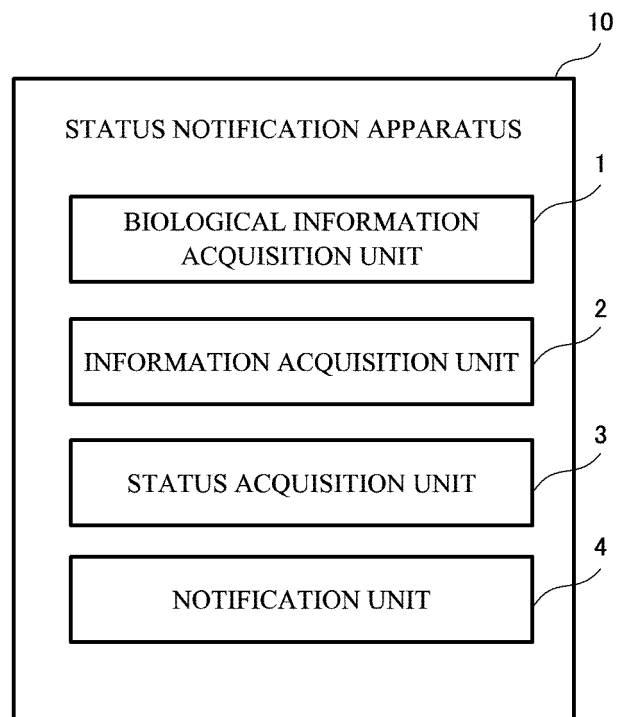 10
STATUS NOTIFICATION APPARATUS
1
BIOLOGICAL INFORMATION
ACQUISITION UNIT
2
INFORMATION ACQUISITION UNIT
3
STATUS ACQUISITION UNIT
4
NOTIFICATION UNIT